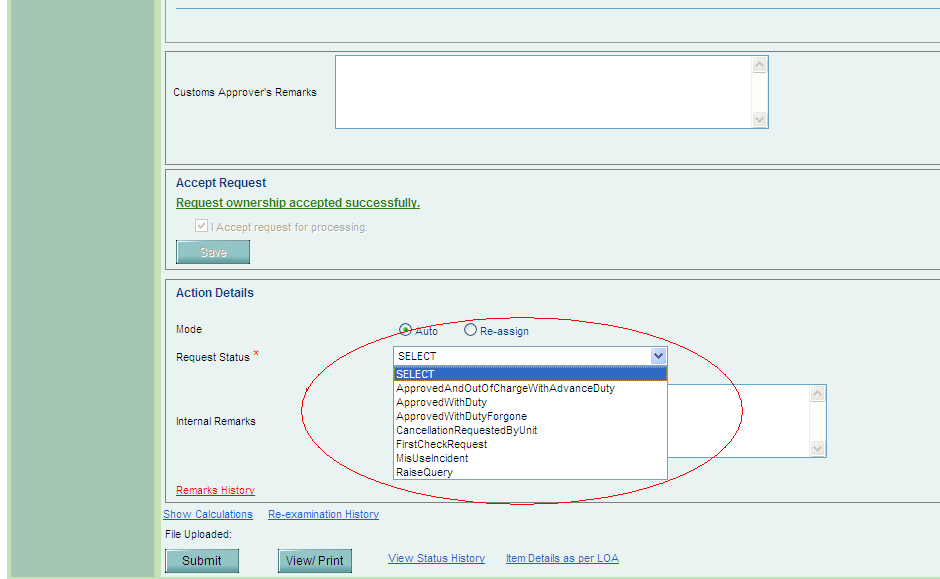 Customs Approver's Remarks
Accept Request
Request ownership accepted successfully.
I Accept request for processing.
Save
Action Details
Mode Auto Re-assign
Request Status * SELECT
SELECT
ApprovedAndOutOfChargeWithAdvanceDuty
ApprovedWithDuty
ApprovedWithDutyForgone
Internal Remarks
CancellationRequestedByUnit
FirstCheckRequest
MisUseIncident
RaiseQuery
Remarks History
Show Calculations Re-examination History
File Uploaded:
Submit View/ Print View Status History Item Details as per LOA